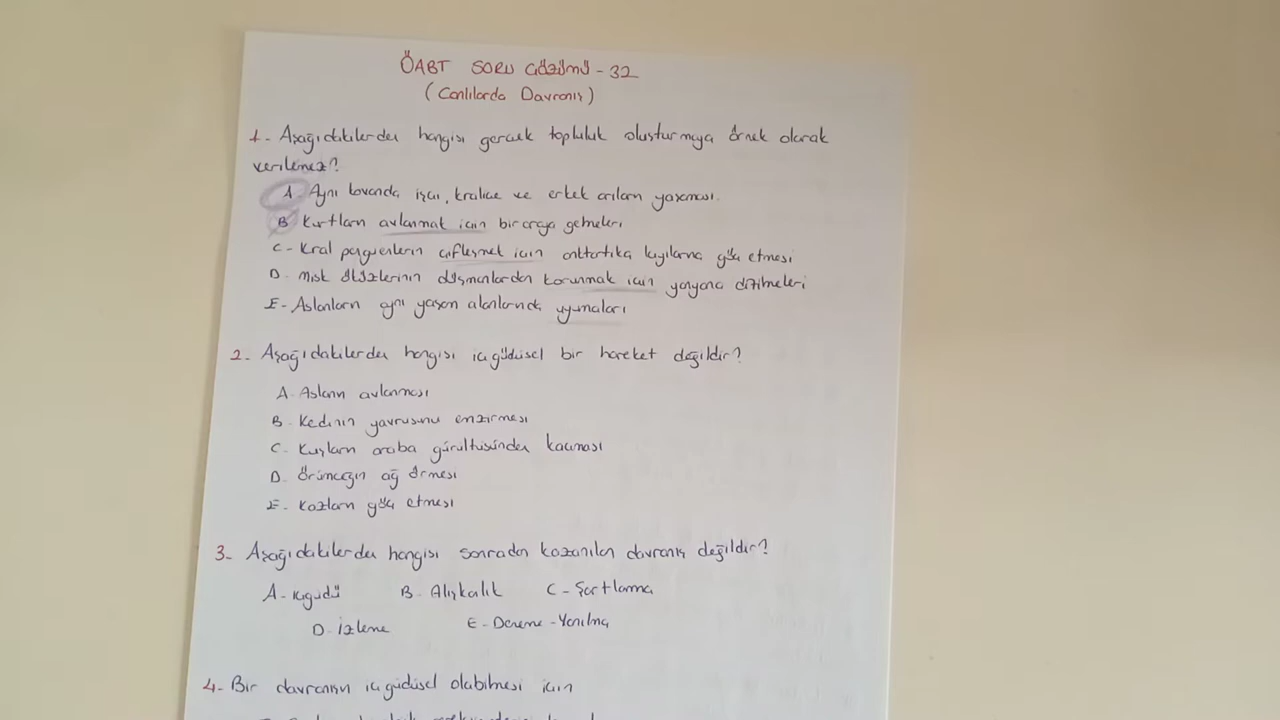 ÖABT SORU ÇÖZÜMÜ - 32
(Canlılarda Davranış)
1- Aşağıdakilerden hangisi gerçek topluluk oluşturmaya örnek olarak
verilemez?
A- Aynı kovanda işçi, kraliçe ve erkek arıların yaşaması.
B- Kurtların avlanmak için bir araya gelmeleri
C- Kral penguenlerin çiftleşmek için antartika kıyılarına göç etmesi
D- Misk öküzlerinin düşmanlardan korunmak için yanyana dizilmeleri
E- Aslanların aynı yaşam alanlarında uyumaları
2- Aşağıdakilerden hangisi içgüdüsel bir hareket değildir?
A- Aslanın avlanması
B- Kedinin yavrusunu emzirmesi
C- Kuşların araba gürültüsünden kaçması
D- Örümceğin ağ örmesi
E- Kazların göç etmesi
3- Aşağıdakilerden hangisi sonradan kazanılan davranış değildir?
A- İçgüdü B- Alışkanlık C- Şartlanma
D- İzleme E- Deneme-Yanılma
4- Bir davranışın içgüdüsel olabilmesi için